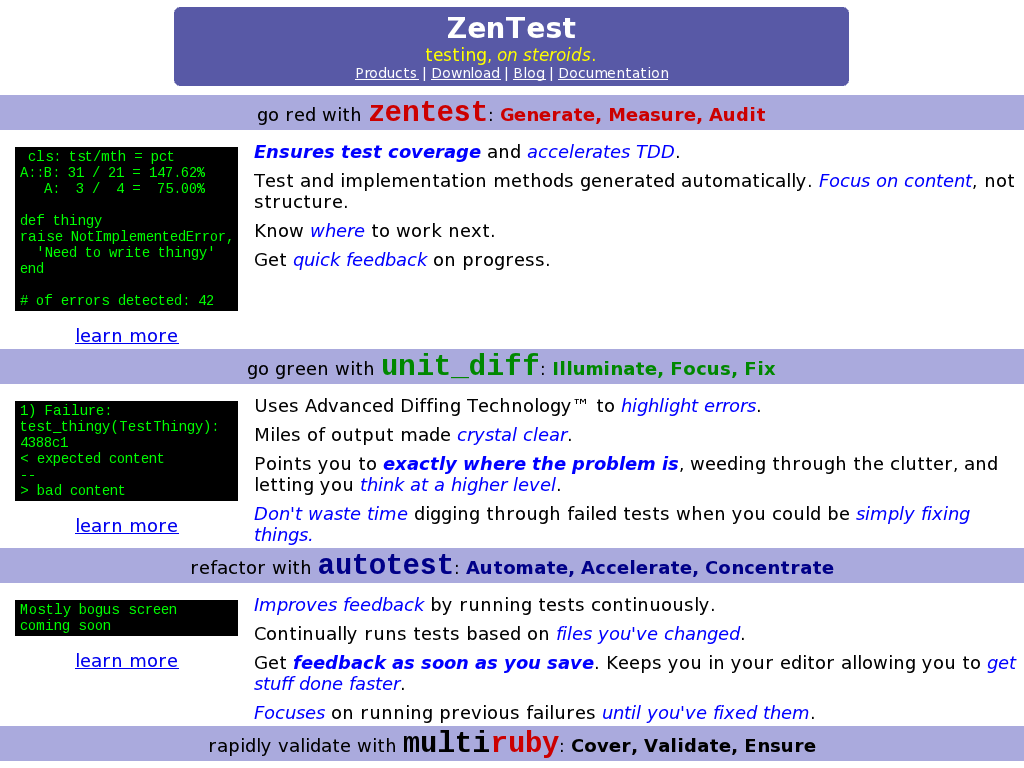 ZenTest
testing, on steroids.
Products | Download | Blog | Documentation
go red with zentest: Generate, Measure, Audit
cls: tst/mth = pct
A::B: 31 / 21 = 147.62%
A: 3 / 4 = 75.00%
def thingy
raise NotImplementedError,
'Need to write thingy'
end
# of errors detected: 42
learn more
Ensures test coverage and accelerates TDD.
Test and implementation methods generated automatically. Focus on content, not
structure.
Know where to work next.
Get quick feedback on progress.
go green with unit_diff: Illuminate, Focus, Fix
1) Failure:
test_thingy(TestThingy):
4388c1
< expected content
--
> bad content
learn more
Uses Advanced Diffing Technology™ to highlight errors.
Miles of output made crystal clear.
Points you to exactly where the problem is, weeding through the clutter, and
letting you think at a higher level.
Don't waste time digging through failed tests when you could be simply fixing
things.
refactor with autotest: Automate, Accelerate, Concentrate
Mostly bogus screen
coming soon
learn more
Improves feedback by running tests continuously.
Continually runs tests based on files you've changed.
Get feedback as soon as you save. Keeps you in your editor allowing you to get
stuff done faster.
Focuses on running previous failures until you've fixed them.
rapidly validate with multiruby: Cover, Validate, Ensure